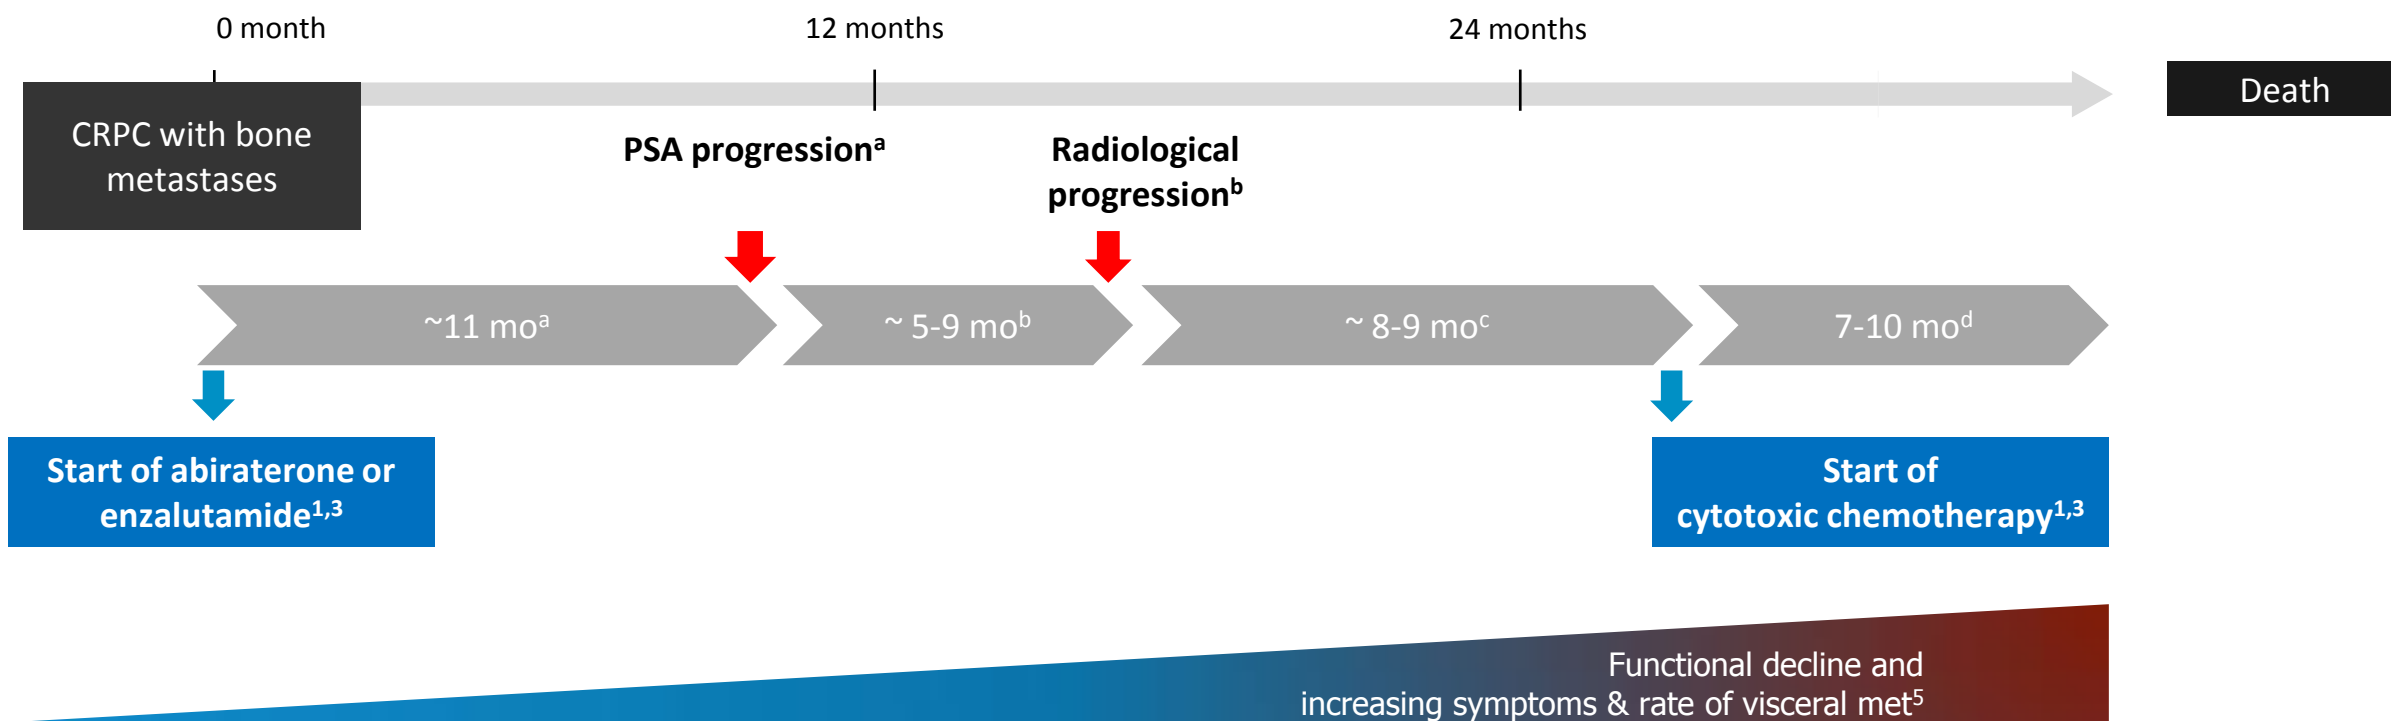 0 month
12 months
24 months
Death
CRPC with bone
metastases
PSA progressionᵃ
Radiological
progressionᵇ
~11 moᵃ
~ 5-9 moᵇ
~ 8-9 moᶜ
7-10 moᵈ
Start of abiraterone or
enzalutamide¹,³
Start of
cytotoxic chemotherapy¹,³
Functional decline and
increasing symptoms & rate of visceral met⁵